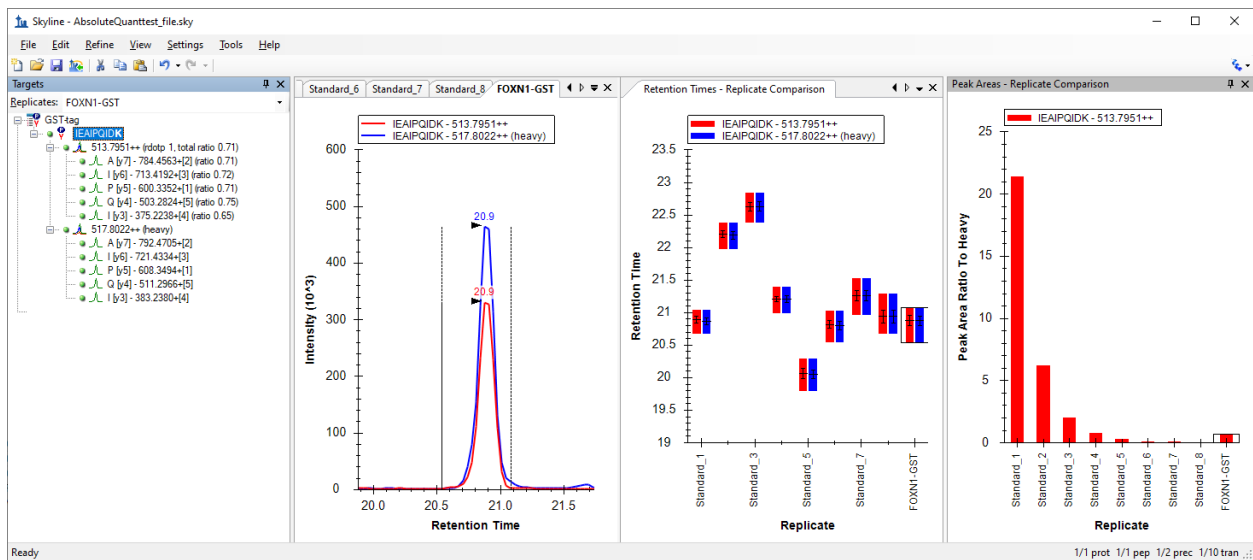 Skyline - AbsoluteQuanttest_file.sky
File Edit Refine View Settings Tools Help
Targets
Replicates: FOXN1-GST
GST-tag
IEAIPQIDK
513.7951++ (rdotp 1, total ratio 0.71)
A [y7] - 784.4563+[2] (ratio 0.71)
I [y6] - 713.4192+[3] (ratio 0.72)
P [y5] - 600.3352+[1] (ratio 0.71)
Q [y4] - 503.2824+[5] (ratio 0.75)
I [y3] - 375.2238+[4] (ratio 0.65)
517.8022++ (heavy)
A [y7] - 792.4705+[2]
I [y6] - 721.4334+[3]
P [y5] - 608.3494+[1]
Q [y4] - 511.2966+[5]
I [y3] - 383.2380+[4]
Standard_6 Standard_7 Standard_8 FOXN1-GST
IEAIPQIDK - 513.7951++
IEAIPQIDK - 517.8022++ (heavy)
600
500
400
300
200
100
0
Intensity (10^3)
20.9
20.9
20.0 20.5 21.0 21.5
Retention Time
Retention Times - Replicate Comparison
IEAIPQIDK - 513.7951++
IEAIPQIDK - 517.8022++ (heavy)
23.5
23
22.5
22
21.5
21
20.5
20
19.5
19
Retention Time
Standard_1
Standard_3
Standard_5
Standard_7
FOXN1-GST
Replicate
Peak Areas - Replicate Comparison
IEAIPQIDK - 513.7951++
25
20
15
10
5
0
Peak Area Ratio To Heavy
Standard_1
Standard_2
Standard_3
Standard_4
Standard_5
Standard_6
Standard_7
Standard_8
FOXN1-GST
Replicate
Ready
1/1 prot 1/1 pep 1/2 prec 1/10 tran